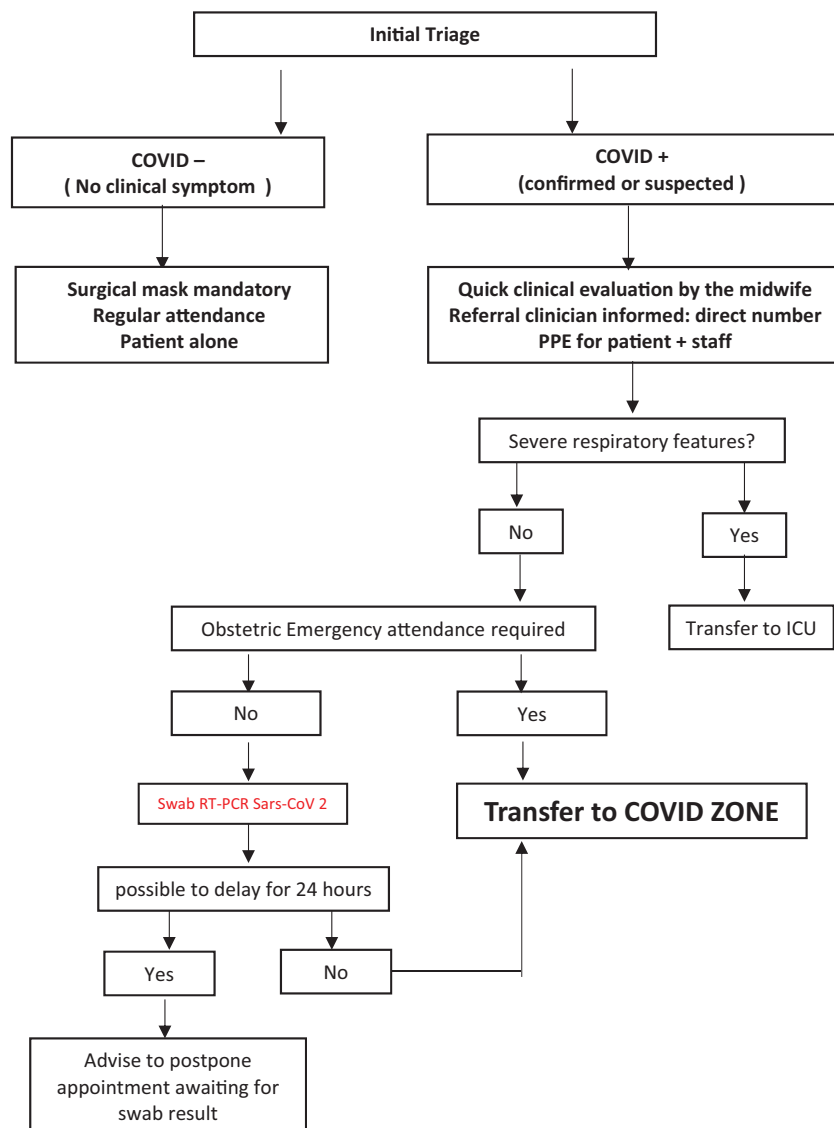 Initial Triage
COVID –
( No clinical symptom  )
COVID +
(confirmed or suspected )
Surgical mask mandatory
Regular attendance
Patient alone
Quick clinical evaluation by the midwife
Referral clinician informed: direct number
PPE for patient + staff
Severe respiratory features?
No
Yes
Obstetric Emergency attendance required
Transfer to ICU
No
Yes
Swab RT-PCR Sars-CoV 2
Transfer to COVID ZONE
possible to delay for 24 hours
Yes
No
Advise to postpone
appointment awaiting for
swab result